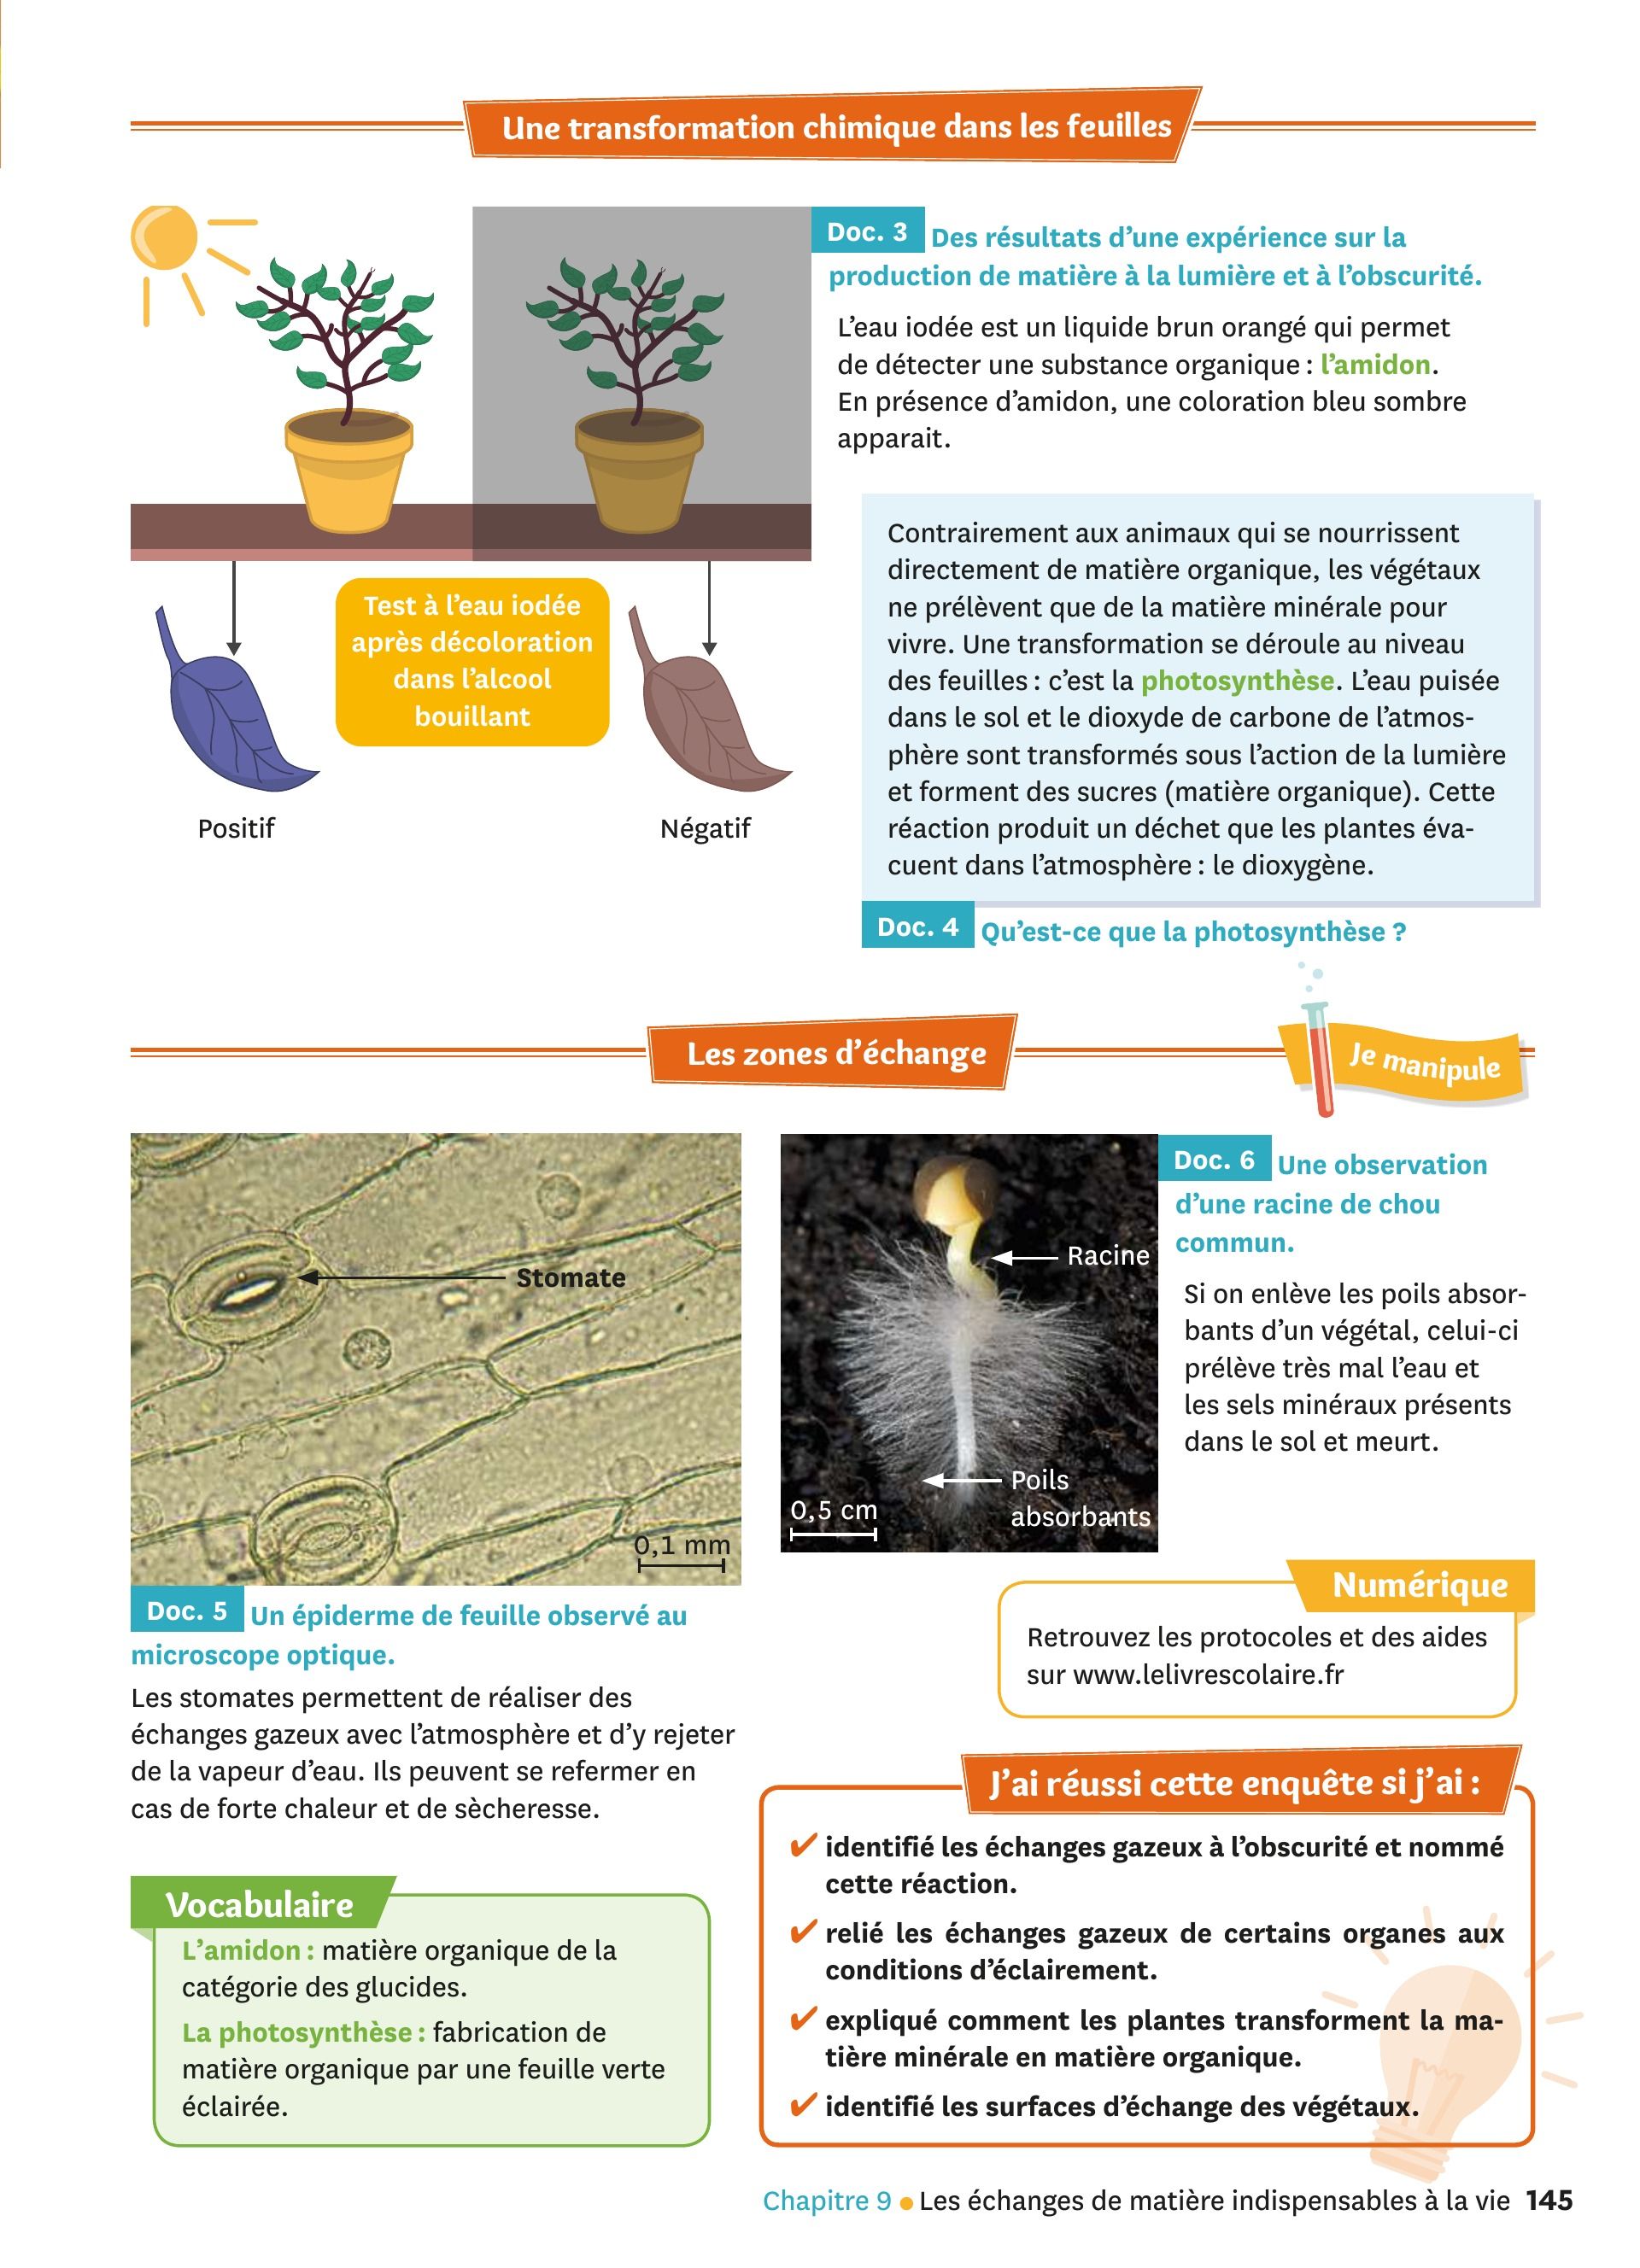 Une transformation chimique dans les feuilles
Doc. 3 Des résultats d'une expérience sur la
production de matière à la lumière et à l'obscurité.
L'eau iodée est un liquide brun orangé qui permet
de détecter une substance organique : l'amidon.
En présence d'amidon, une coloration bleu sombre
apparait.
Test à l'eau iodée
après décoloration
dans l'alcool
bouillant
Positif
Négatif
Contrairement aux animaux qui se nourrissent
directement de matière organique, les végétaux
ne prélèvent que de la matière minérale pour
vivre. Une transformation se déroule au niveau
des feuilles : c'est la photosynthèse. L'eau puisée
dans le sol et le dioxyde de carbone de l'atmos-
phère sont transformés sous l'action de la lumière
et forment des sucres (matière organique). Cette
réaction produit un déchet que les plantes éva-
cuent dans l'atmosphère : le dioxygène.
Doc. 4 Qu'est-ce que la photosynthèse ?
Les zones d'échange
Je manipule
Stomate
0,1 mm
Doc. 5 Un épiderme de feuille observé au
microscope optique.
Les stomates permettent de réaliser des
échanges gazeux avec l'atmosphère et d'y rejeter
de la vapeur d'eau. Ils peuvent se refermer en
cas de forte chaleur et de sècheresse.
Racine
Poils
absorbants
0,5 cm
Doc. 6 Une observation
d'une racine de chou
commun.
Si on enlève les poils absor-
bants d'un végétal, celui-ci
prélève très mal l'eau et
les sels minéraux présents
dans le sol et meurt.
Numérique
Retrouvez les protocoles et des aides
sur www.lelivrescolaire.fr
Vocabulaire
L'amidon : matière organique de la
catégorie des glucides.
La photosynthèse : fabrication de
matière organique par une feuille verte
éclairée.
J'ai réussi cette enquête si j'ai :
✔ identifié les échanges gazeux à l'obscurité et nommé
cette réaction.
✔ relié les échanges gazeux de certains organes aux
conditions d'éclairement.
✔ expliqué comment les plantes transforment la ma-
tière minérale en matière organique.
✔ identifié les surfaces d'échange des végétaux.
Chapitre 9 ● Les échanges de matière indispensables à la vie 145